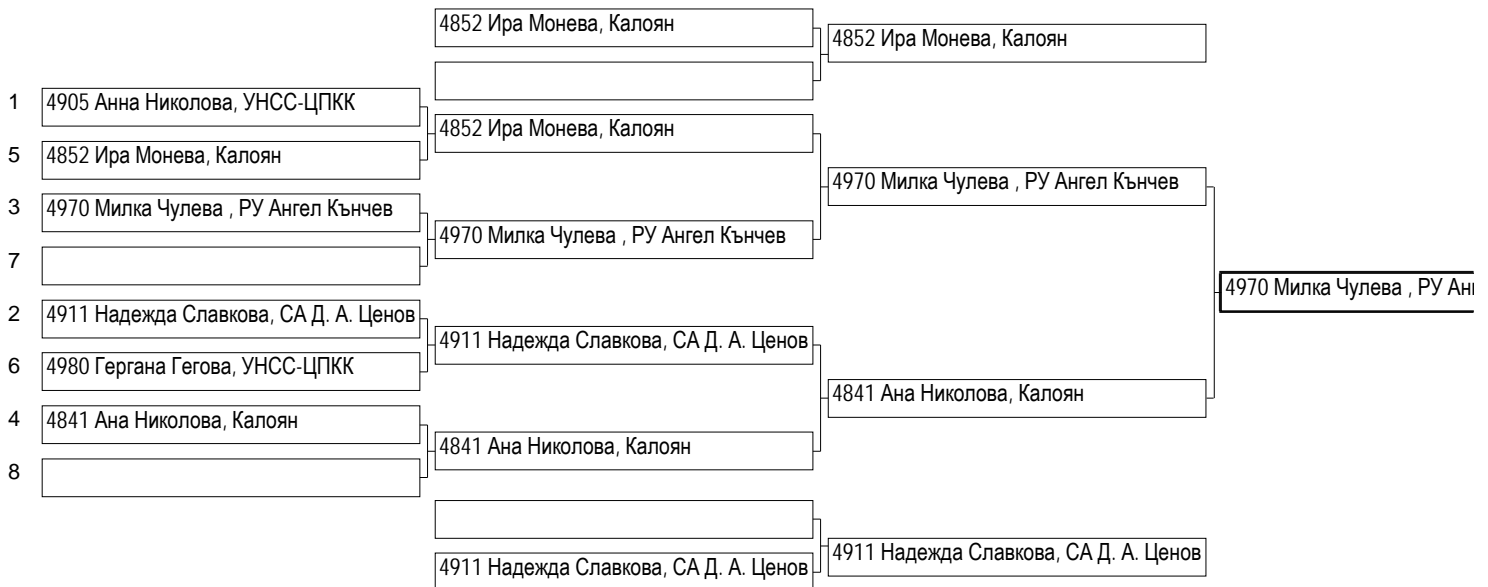 4852 Ира Монева, Калоян
4852 Ира Монева, Калоян
1 4905 Анна Николова, УНСС-ЦПКК
4852 Ира Монева, Калоян
5 4852 Ира Монева, Калоян
4970 Милка Чулева , РУ Ангел Кънчев
3 4970 Милка Чулева , РУ Ангел Кънчев
4970 Милка Чулева , РУ Ангел Кънчев
7
4970 Милка Чулева , РУ Анг
2 4911 Надежда Славкова, СА Д. А. Ценов
4911 Надежда Славкова, СА Д. А. Ценов
6 4980 Гергана Гегова, УНСС-ЦПКК
4841 Ана Николова, Калоян
4 4841 Ана Николова, Калоян
4841 Ана Николова, Калоян
8
4911 Надежда Славкова, СА Д. А. Ценов
4911 Надежда Славкова, СА Д. А. Ценов